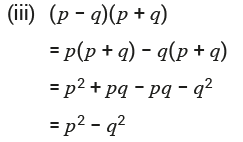 (iii) (p − q)(p + q)
= p(p + q) − q(p + q)
= p² + pq − pq − q²
= p² − q²